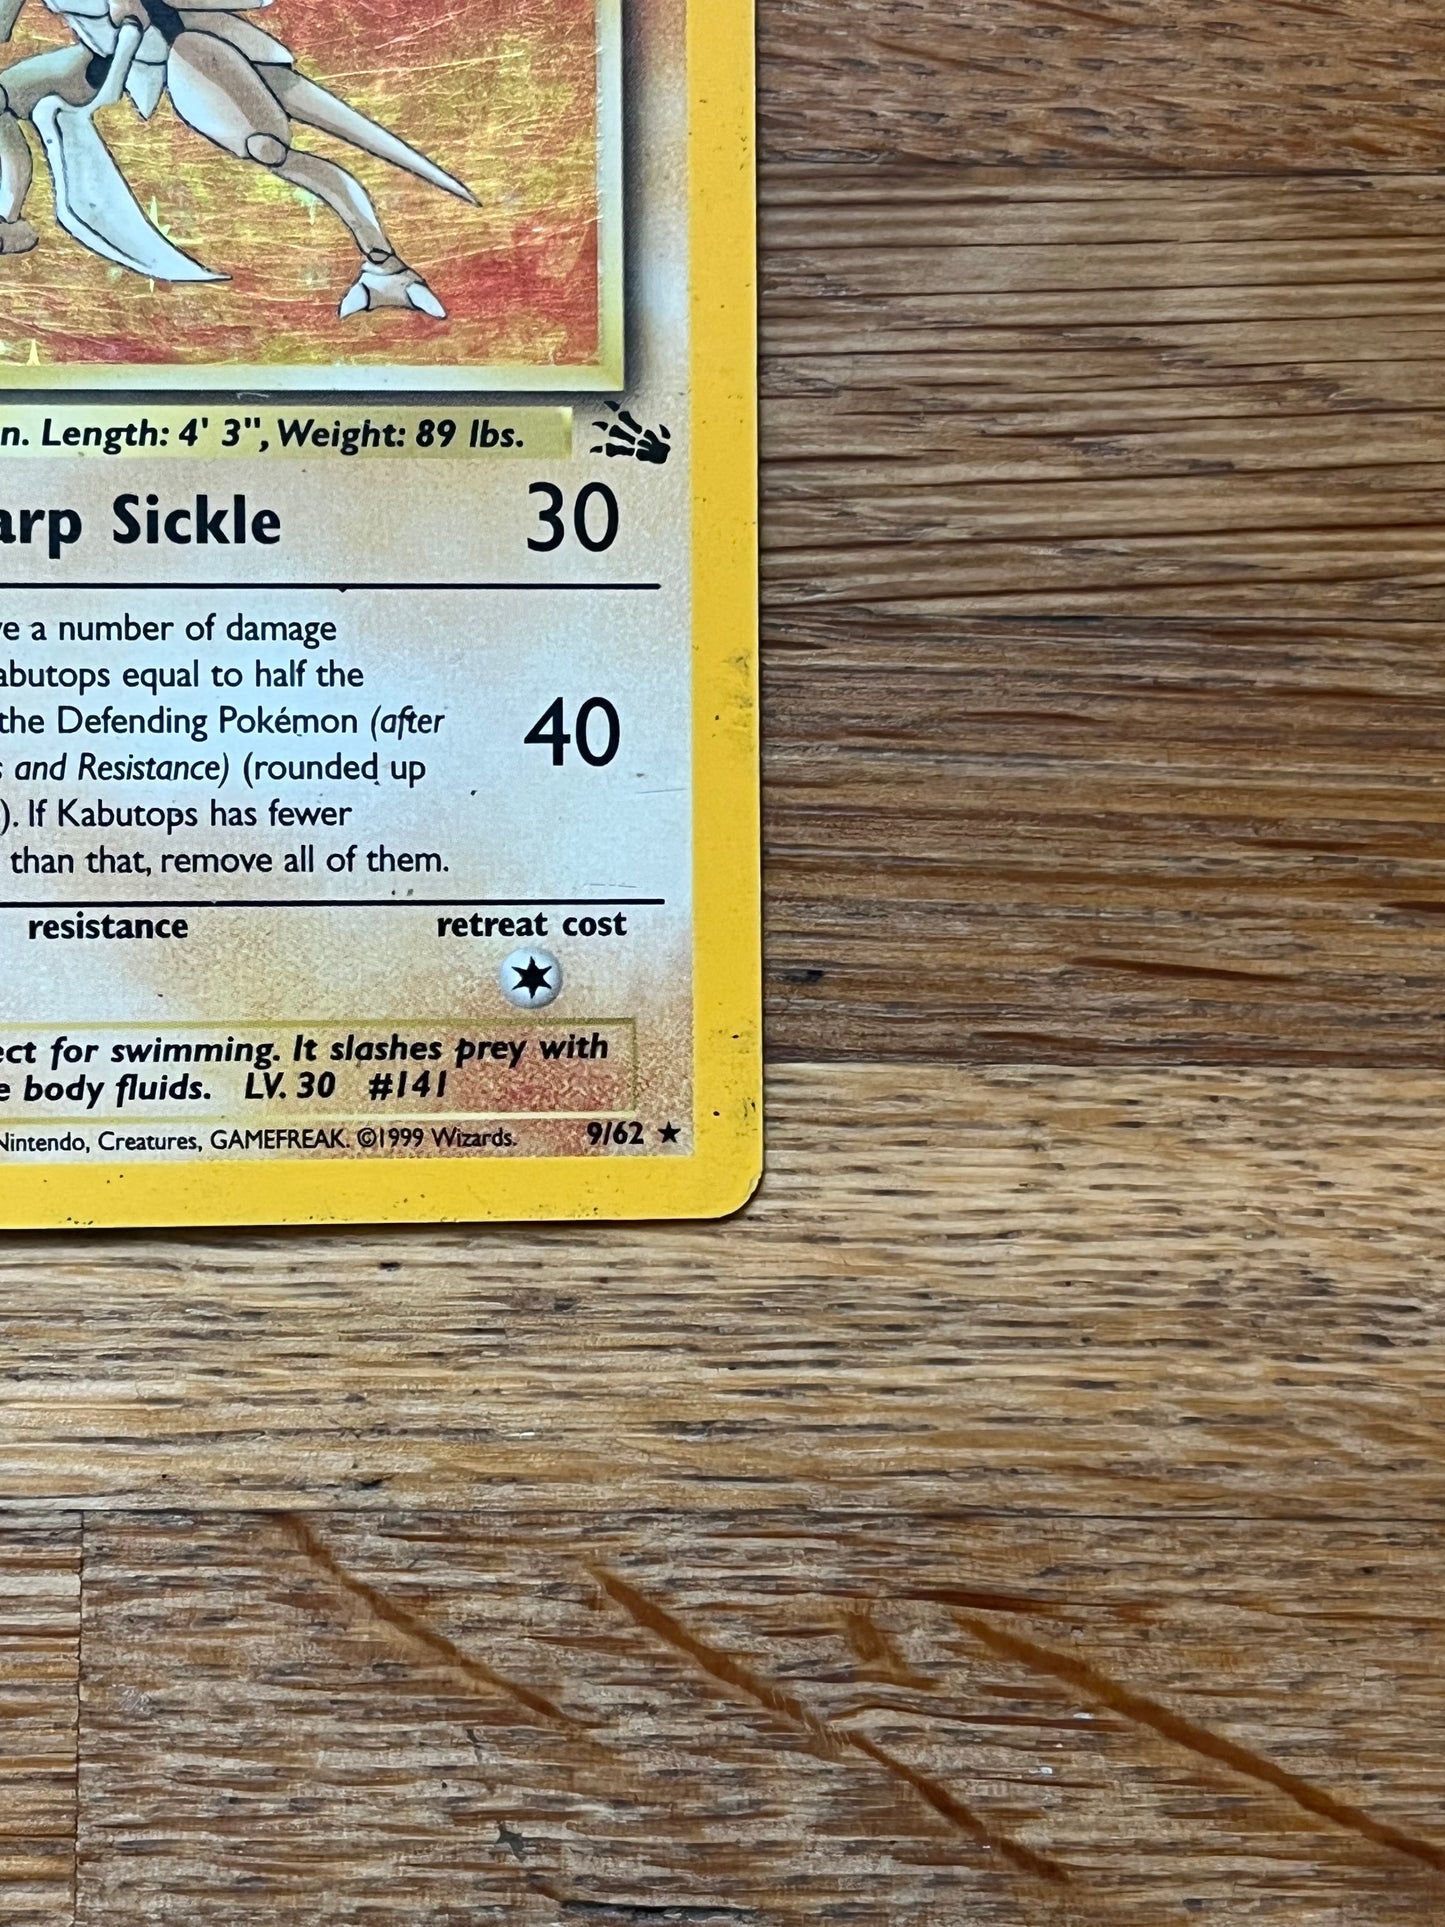 n. Length: 4' 3", Weight: 89 lbs.
arp Sickle 30
ve a number of damage
abutops equal to half the
the Defending Pokémon (after
s and Resistance) (rounded up
). If Kabutops has fewer
than that, remove all of them.
40
resistance retreat cost
ect for swimming. It slashes prey with
e body fluids. LV. 30 #141
Nintendo, Creatures, GAMEFREAK. ©1999 Wizards. 9/62 ★